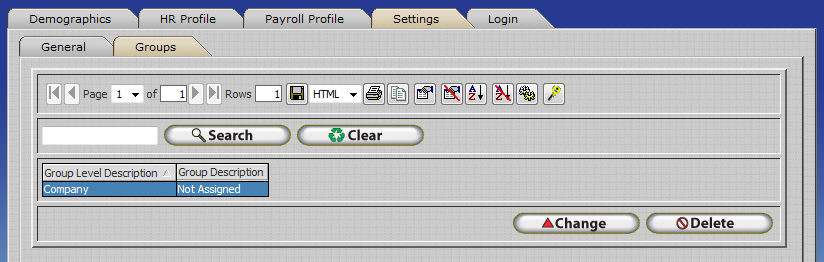 Demographics HR Profile Payroll Profile Settings Login
General Groups
Page 1 of 1 Rows 1 HTML
Search Clear
Group Level Description Group Description
Company Not Assigned
Change Delete